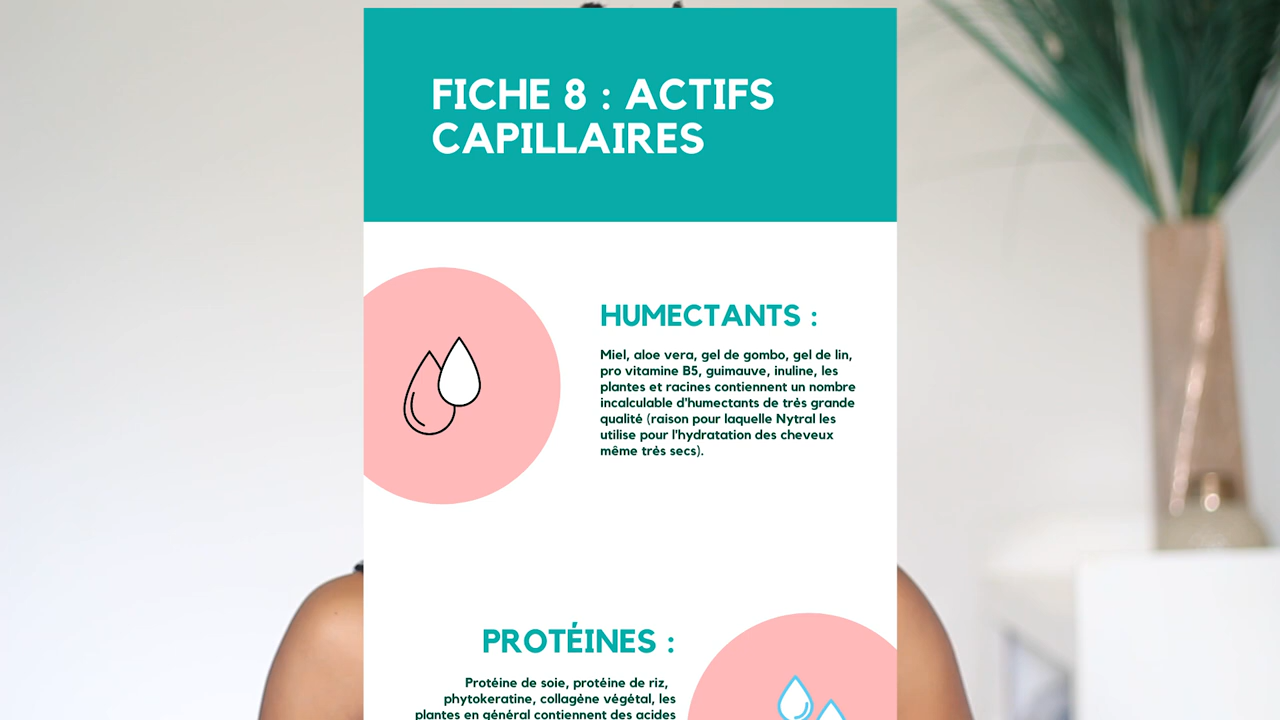 FICHE 8 : ACTIFS
CAPILLAIRES
HUMECTANTS :
Miel, aloe vera, gel de gombo, gel de lin,
pro vitamine B5, guimauve, inuline, les
plantes et racines contiennent un nombre
incalculable d'humectants de très grande
qualité (raison pour laquelle Nytral les
utilise pour l'hydratation des cheveux
même très secs).
PROTÉINES :
Protéine de soie, protéine de riz,
phytokeratine, collagène végétal, les
plantes en général contiennent des acides